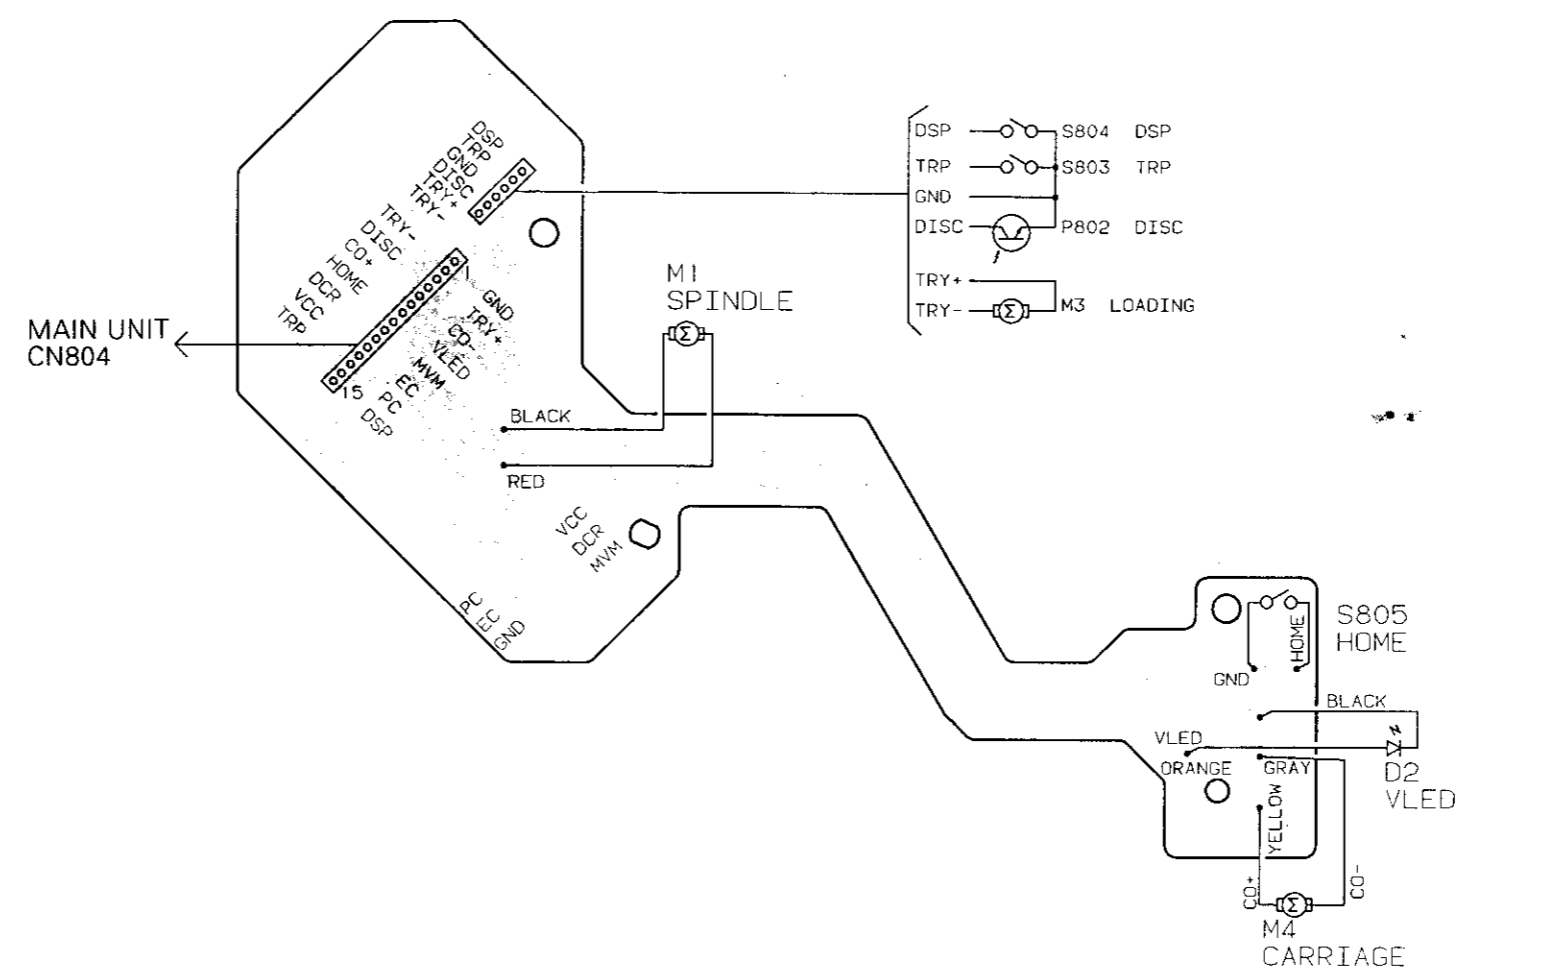 DSP
TRP
GND
DISC
TRY+
TRY-
TRY-
DISC
CO+
HOME
DCR
VCC
TRP
1
15
GND
TRY+
CO-
VLED
MVM
EC
PC
DSP
MAIN UNIT
CN804
BLACK
RED
M1
SPINDLE
DSP S804 DSP
TRP S803 TRP
GND
DISC P802 DISC
TRY+
TRY- M3 LOADING
VCC
DCR
MVM
PC
EC
GND
S805
HOME
HOME
GND
BLACK
VLED
ORANGE
GRAY
D2
VLED
YELLOW
CO+
CO-
M4
CARRIAGE